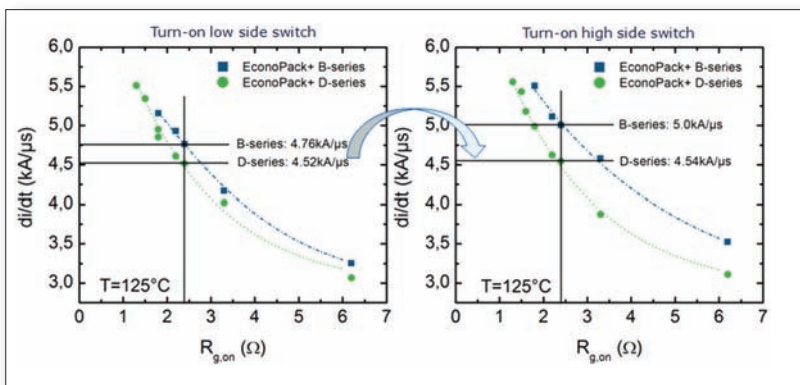 Turn-on low side switch
6,0
5,5
5,0
4,5
4,0
3,5
3,0
di/dt (kA/µs)
EconoPack+ B-series
EconoPack+ D-series
B-series: 4.76kA/µs
D-series: 4.52kA/µs
T=125°C
0 1 2 3 4 5 6 7
Rg,on (Ω)
Turn-on high side switch
6,0
5,5
5,0
4,5
4,0
3,5
3,0
di/dt (kA/µs)
EconoPack+ B-series
EconoPack+ D-series
B-series: 5.0kA/µs
D-series: 4.54kA/µs
T=125°C
0 1 2 3 4 5 6 7
Rg,on (Ω)